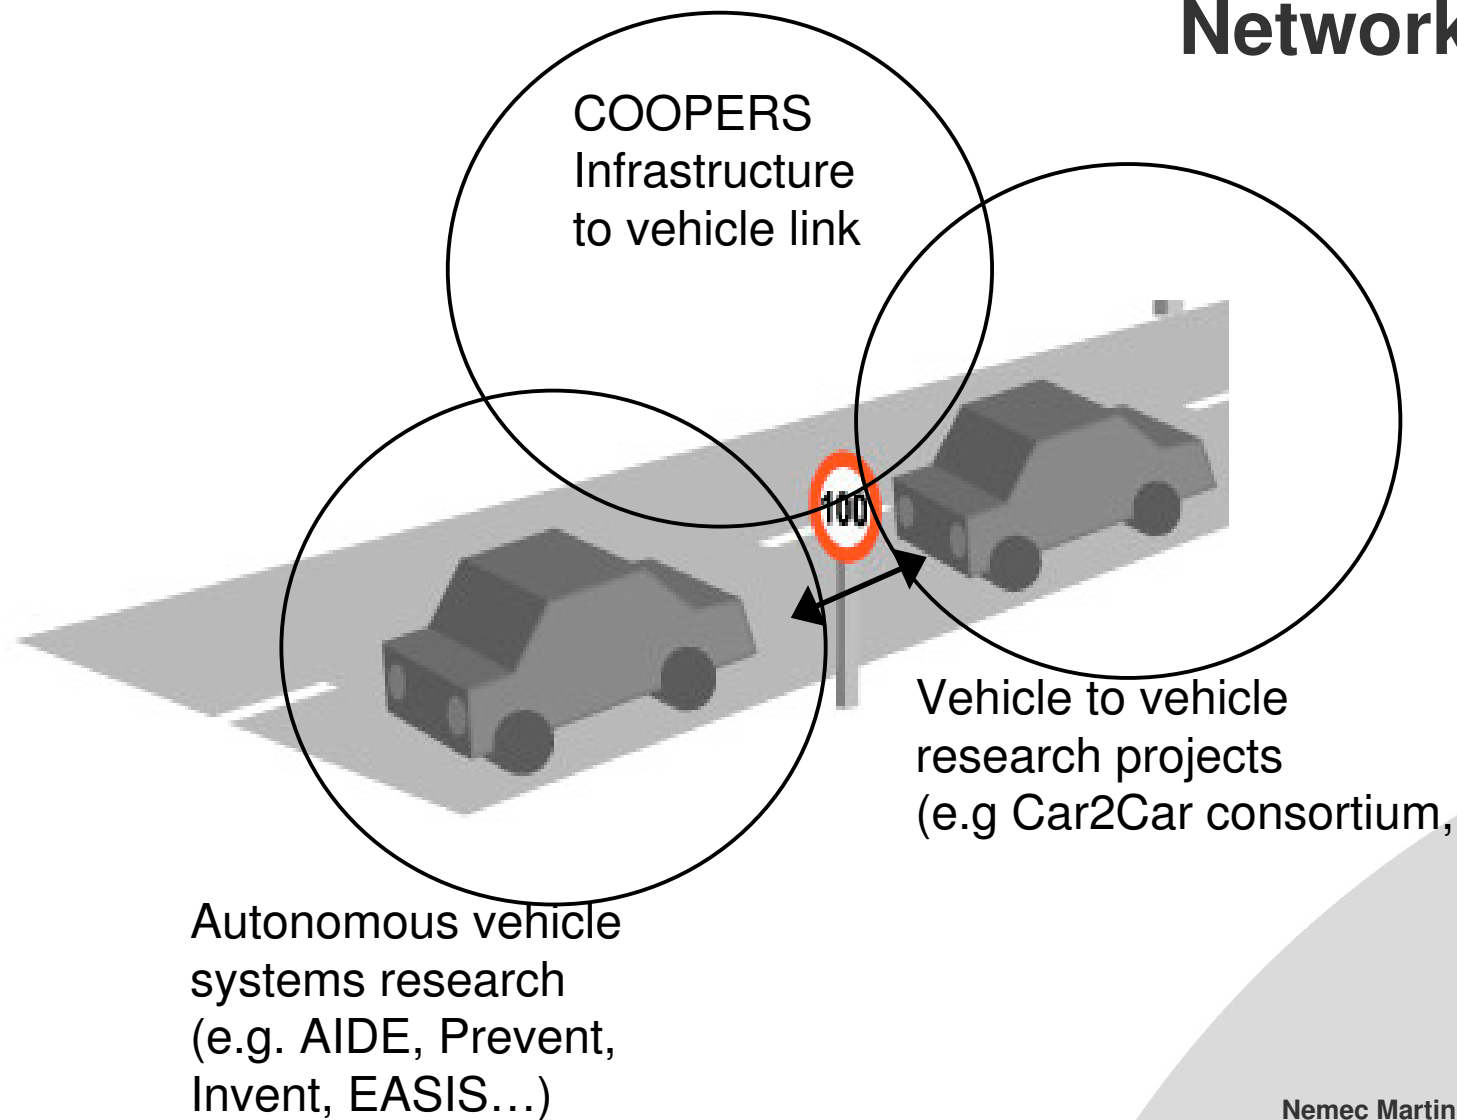 Network
COOPERS
Infrastructure
to vehicle link
100
Vehicle to vehicle
research projects
(e.g Car2Car consortium,
Autonomous vehicle
systems research
(e.g. AIDE, Prevent,
Invent, EASIS…)
Nemec Martin